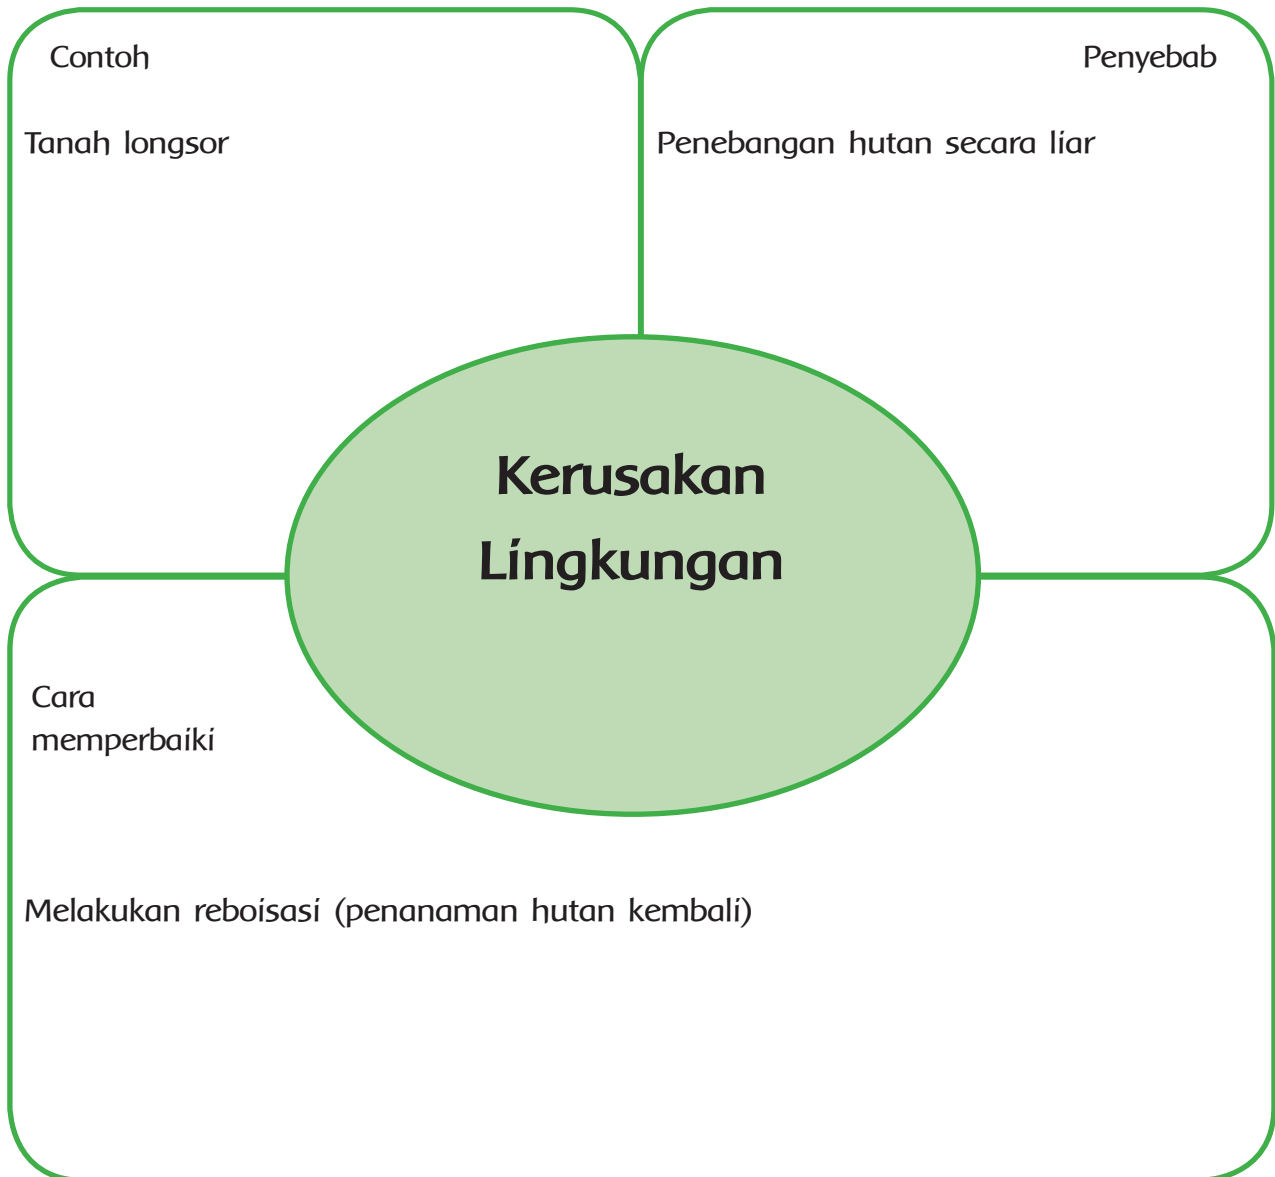 Contoh
Penyebab
Tanah longsor
Penebangan hutan secara liar
Kerusakan
Lingkungan
Cara
memperbaiki
Melakukan reboisasi (penanaman hutan kembali)